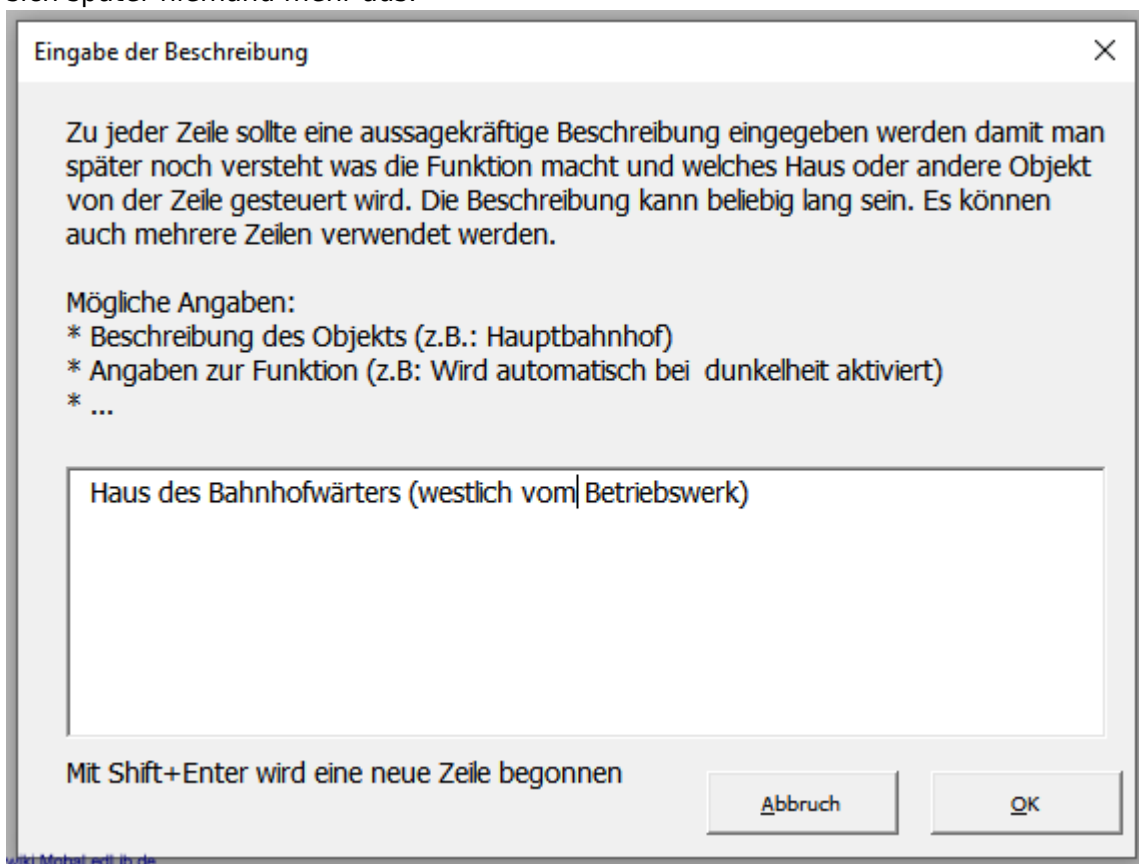 Eingabe der Beschreibung
Zu jeder Zeile sollte eine aussagekräftige Beschreibung eingegeben werden damit man
später noch versteht was die Funktion macht und welches Haus oder andere Objekt
von der Zeile gesteuert wird. Die Beschreibung kann beliebig lang sein. Es können
auch mehrere Zeilen verwendet werden.
Mögliche Angaben:
* Beschreibung des Objekts (z.B.: Hauptbahnhof)
* Angaben zur Funktion (z.B: Wird automatisch bei  dunkelheit aktiviert)
* ...
Haus des Bahnhofwärters (westlich vom Betriebswerk)
Mit Shift+Enter wird eine neue Zeile begonnen
Abbruch
OK